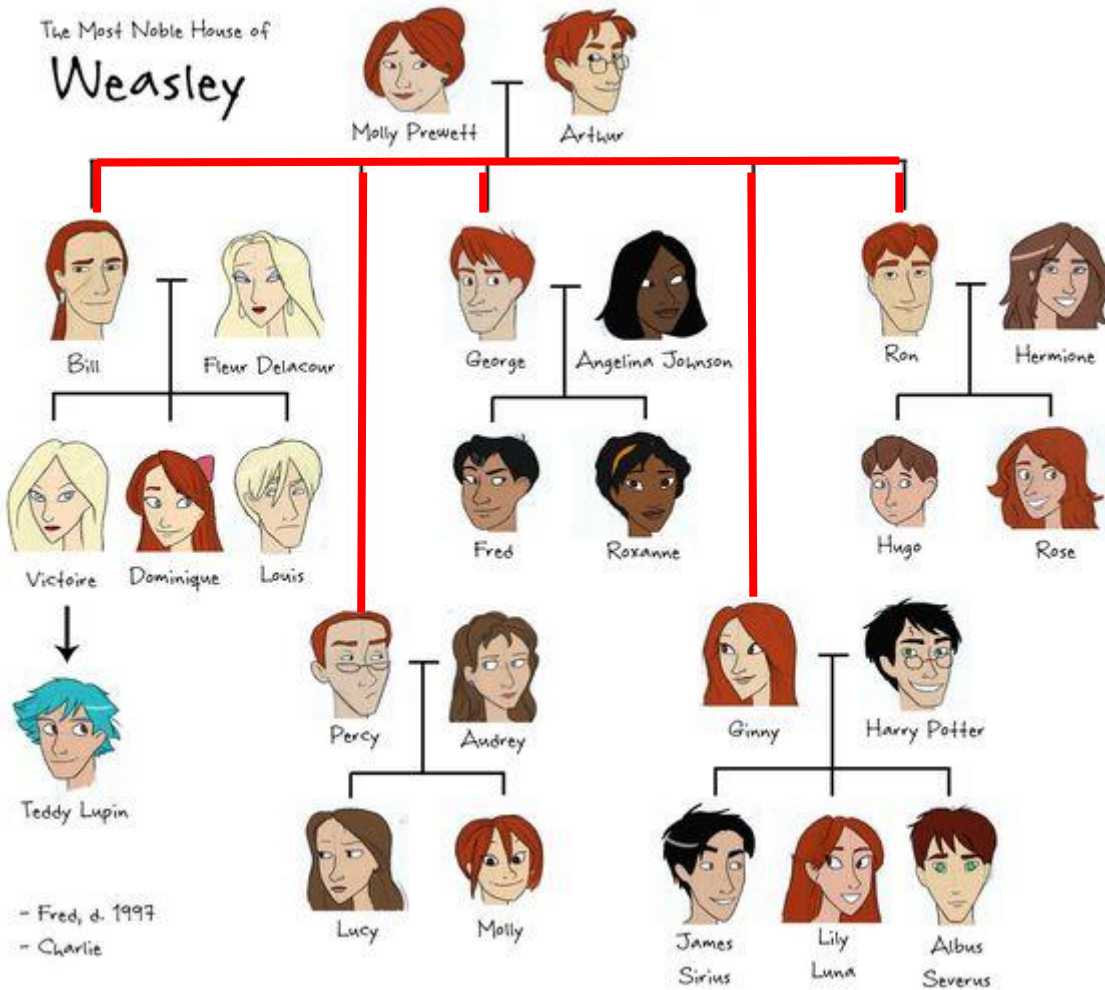 The Most Noble House of
Weasley
Molly Prewett
Arthur
Bill
Fleur Delacour
George
Angelina Johnson
Ron
Hermione
Victoire
Dominique
Louis
Fred
Roxanne
Hugo
Rose
Percy
Audrey
Ginny
Harry Potter
Teddy Lupin
Lucy
Molly
James
Sirius
Lily
Luna
Albus
Severus
- Fred, d. 1997
- Charlie